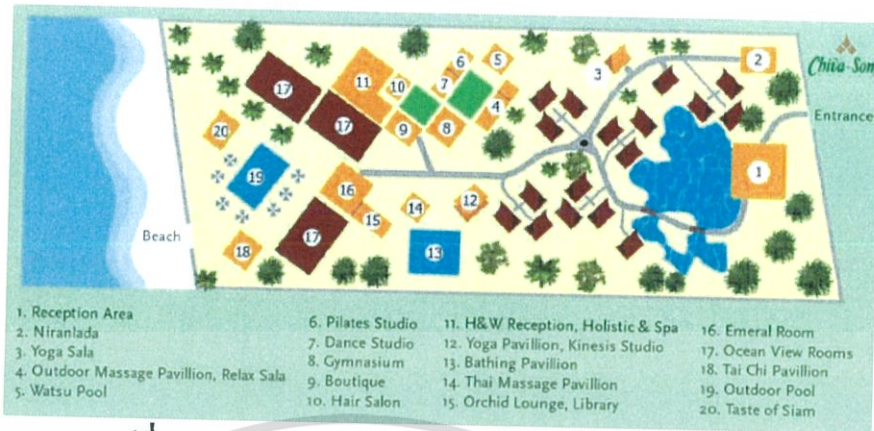 Chiva-Som
Entrance
Beach
2
6
5
3
7
10
11
17
4
8
9
17
20
1
19
16
12
14
15
13
18
17
1. Reception Area
2. Niranlada
3. Yoga Sala
4. Outdoor Massage Pavillion, Relax Sala
5. Watsu Pool
6. Pilates Studio
7. Dance Studio
8. Gymnasium
9. Boutique
10. Hair Salon
11. H&W Reception, Holistic & Spa
12. Yoga Pavillion, Kinesis Studio
13. Bathing Pavillion
14. Thai Massage Pavillion
15. Orchid Lounge, Library
16. Emeral Room
17. Ocean View Rooms
18. Tai Chi Pavillion
19. Outdoor Pool
20. Taste of Siam